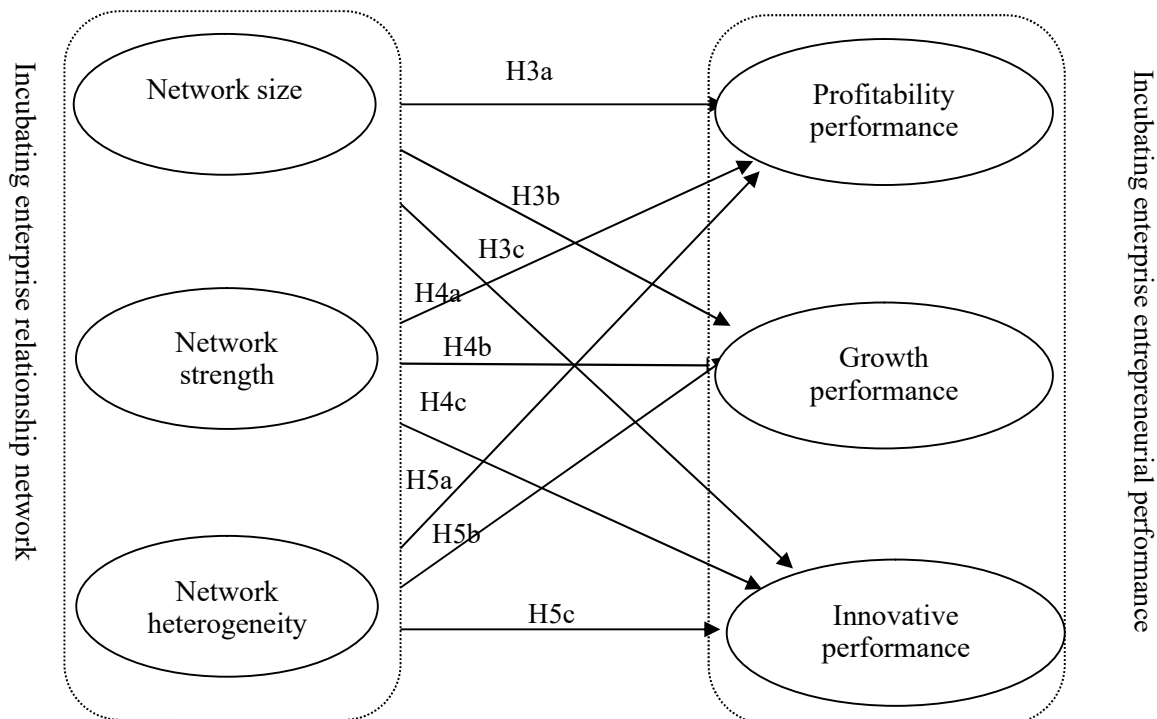 Incubating enterprise relationship network
Network size
Network
strength
Network
heterogeneity
H3a
H3b
H3c
H4a
H4b
H4c
H5a
H5b
H5c
Profitability
performance
Growth
performance
Innovative
performance
Incubating enterprise entrepreneurial performance